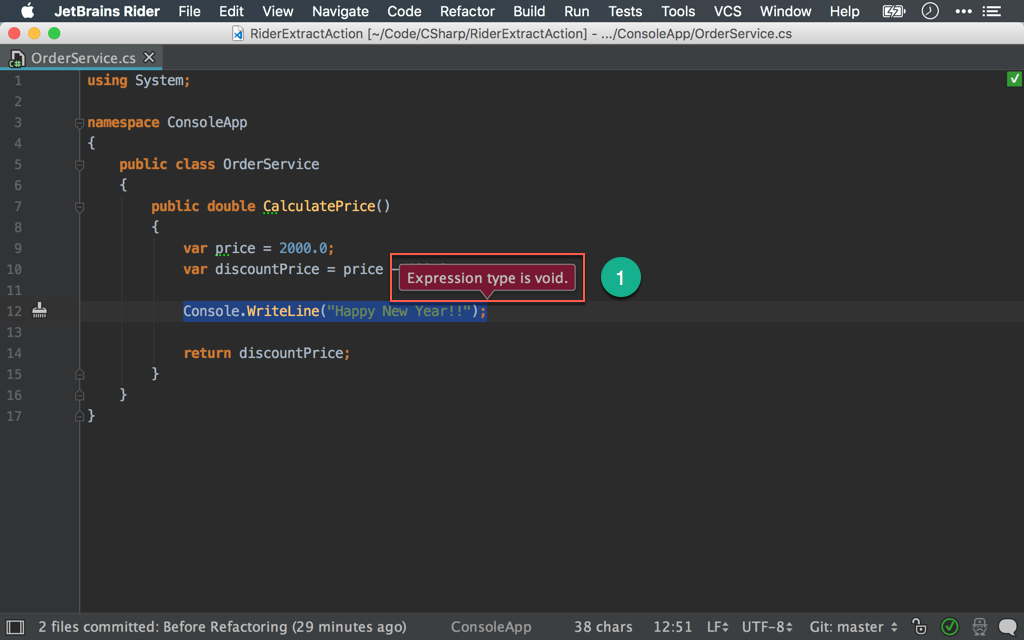 JetBrains Rider File Edit View Navigate Code Refactor Build Run Tests Tools VCS Window Help
RiderExtractAction [~/Code/CSharp/RiderExtractAction] - .../ConsoleApp/OrderService.cs
C# OrderService.cs
1 using System;
2
3 namespace ConsoleApp
4 {
5 public class OrderService
6 {
7 public double CalculatePrice()
8 {
9 var price = 2000.0;
10 var discountPrice = price
Expression type is void.
1
11
12 Console.WriteLine("Happy New Year!!");
13
14 return discountPrice;
15 }
16 }
17 }
2 files committed: Before Refactoring (29 minutes ago) ConsoleApp 38 chars 12:51 LF UTF-8 Git: master